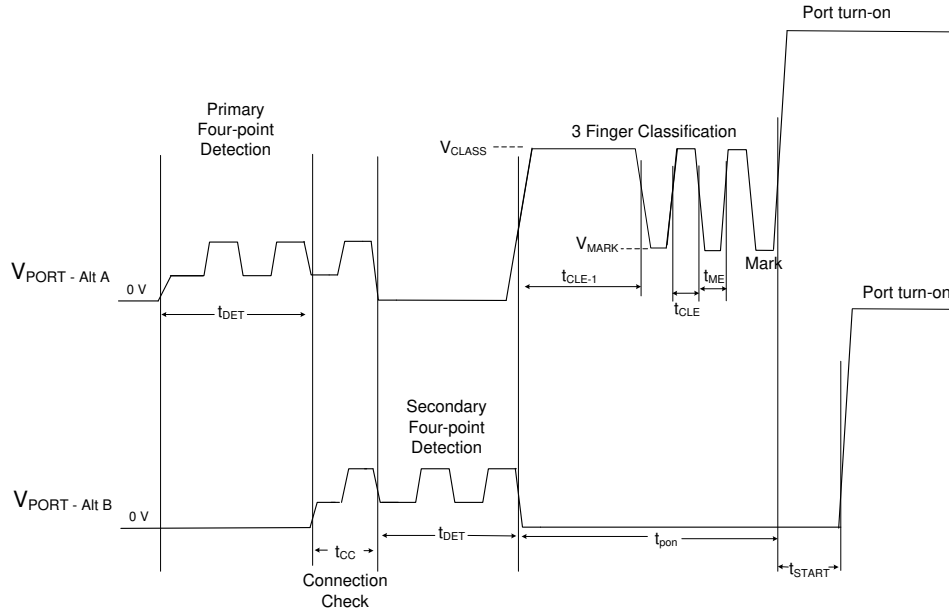 Port turn-on
Primary
Four-point
Detection
3 Finger Classification
VCLASS
VMARK
Mark
VPORT - Alt A
0 V
tCLE-1
tME
tCLE
tDET
Port turn-on
Secondary
Four-point
Detection
VPORT - Alt B
0 V
tCC
tDET
tpon
tSTART
Connection
Check